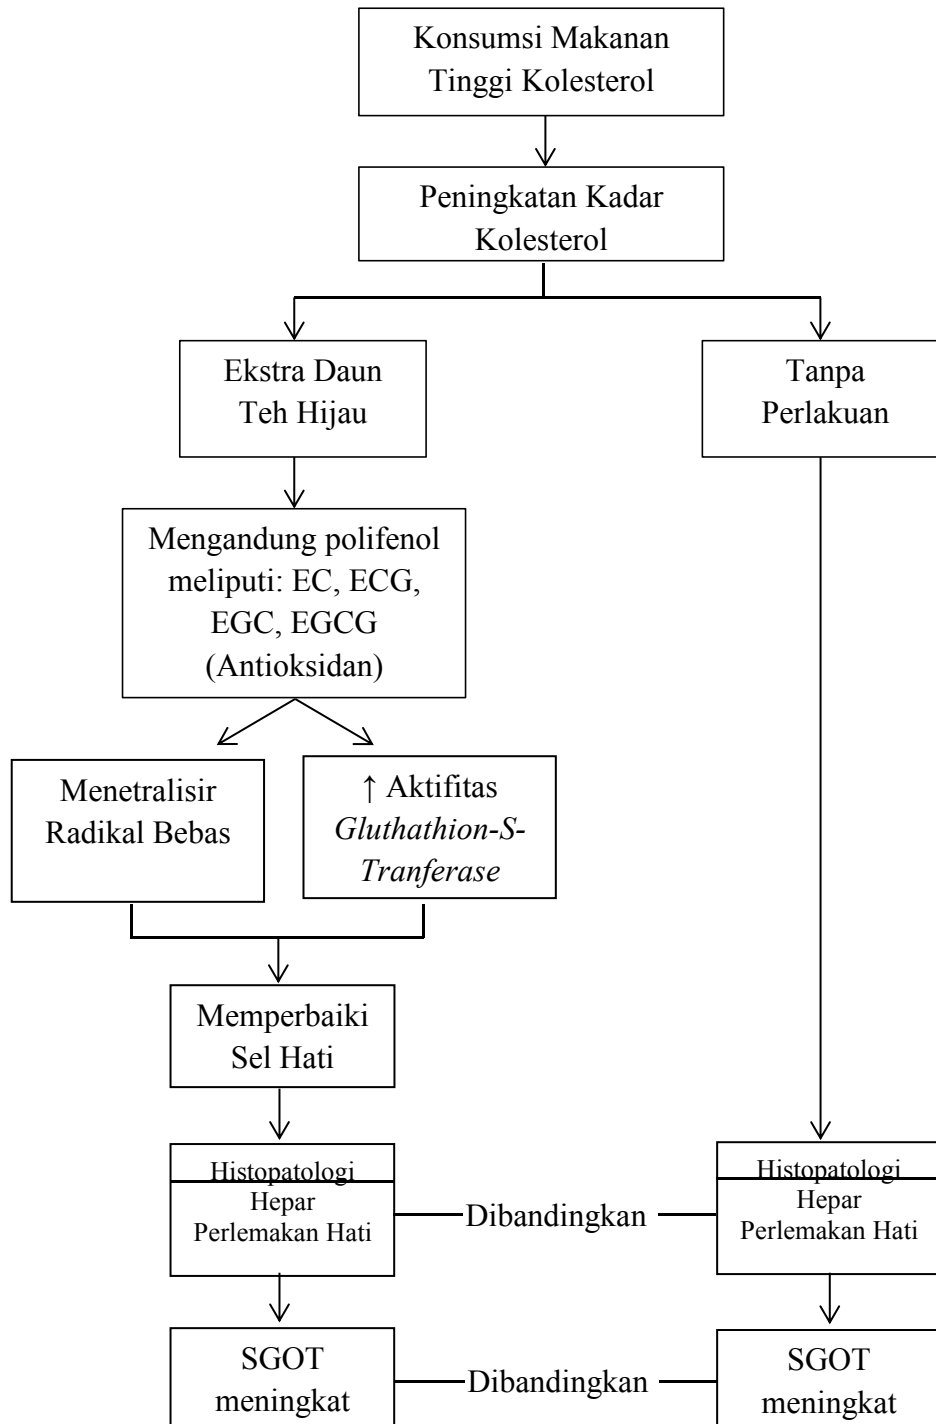 Konsumsi Makanan
Tinggi Kolesterol
Peningkatan Kadar
Kolesterol
Ekstra Daun
Teh Hijau
Tanpa
Perlakuan
Mengandung polifenol
meliputi: EC, ECG,
EGC, EGCG
(Antioksidan)
Menetralisir
Radikal Bebas
↑ Aktifitas
Gluthathion-S-
Tranferase
Memperbaiki
Sel Hati
Histopatologi
Hepar
Perlemakan Hati
Dibandingkan
Histopatologi
Hepar
Perlemakan Hati
SGOT
meningkat
Dibandingkan
SGOT
meningkat